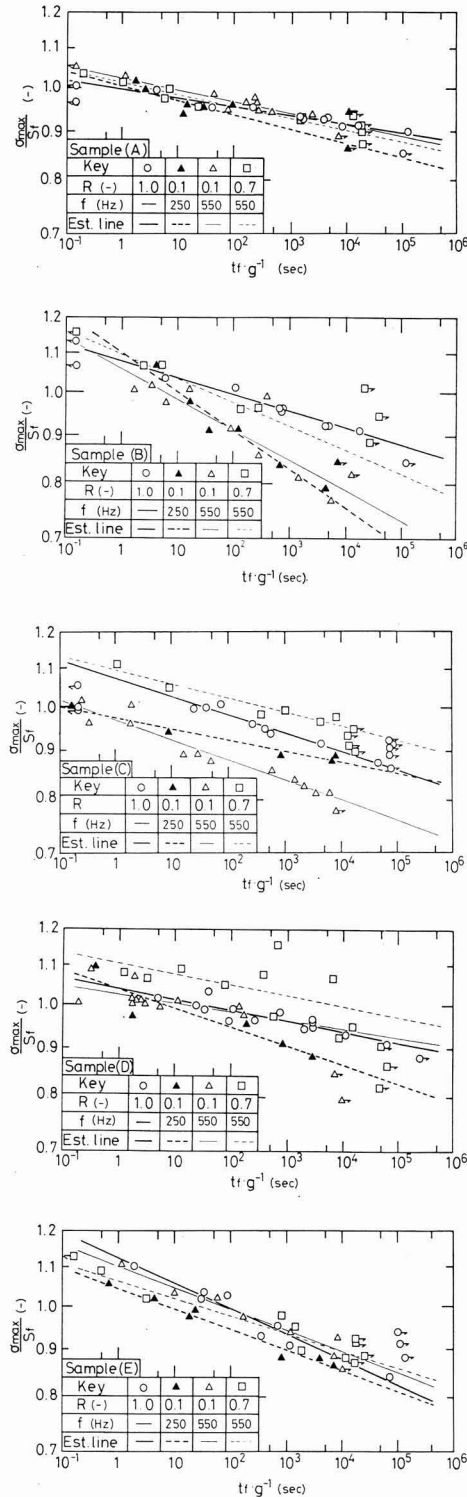 1.2
1.1
1.0
0.9
0.8
0.7
σmax/Sf (-)
Sample(A)
Key ○ ▲ △ □
R (-) 1.0 0.1 0.1 0.7
f (Hz) — 250 550 550
Est. line
10⁻¹ 1 10 10² 10³ 10⁴ 10⁵ 10⁶
tf·g⁻¹ (sec)
1.2
1.1
1.0
0.9
0.8
0.7
σmax/Sf (-)
Sample (B)
Key ○ ▲ △ □
R (-) 1.0 0.1 0.1 0.7
f (Hz) — 250 550 550
Est. line
10⁻¹ 1 10 10² 10³ 10⁴ 10⁵ 10⁶
tf·g⁻¹ (sec).
1.2
1.1
1.0
0.9
0.8
0.7
σmax/Sf (-)
Sample(C)
Key ○ ▲ △ □
R 1.0 0.1 0.1 0.7
f (Hz) — 250 550 550
Est. line
10⁻¹ 1 10 10² 10³ 10⁴ 10⁵ 10⁶
tf·g⁻¹ (sec)
1.2
1.1
1.0
0.9
0.8
0.7
σmax/Sf (-)
Sample(D)
Key ○ ▲ △ □
R (-) 1.0 0.1 0.1 0.7
f (Hz) — 250 550 550
Est. line
10⁻¹ 1 10 10² 10³ 10⁴ 10⁵ 10⁶
tf·g⁻¹ (sec)
1.2
1.1
1.0
0.9
0.8
0.7
σmax/Sf (-)
Sample(E)
Key ○ ▲ △ □
R (-) 1.0 0.1 0.1 0.7
f (Hz) — 250 550 550
Est. line
10⁻¹ 1 10 10² 10³ 10⁴ 10⁵ 10⁶
tf·g⁻¹ (sec)